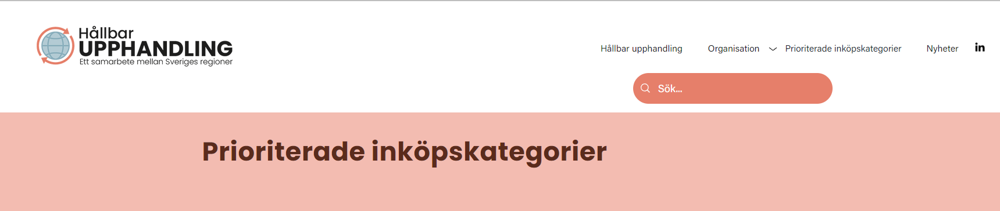 Hållbar
UPPHANDLING
Ett samarbete mellan Sveriges regioner
Hållbar upphandling Organisation Prioriterade inköpskategorier Nyheter in
Sök...
Prioriterade inköpskategorier